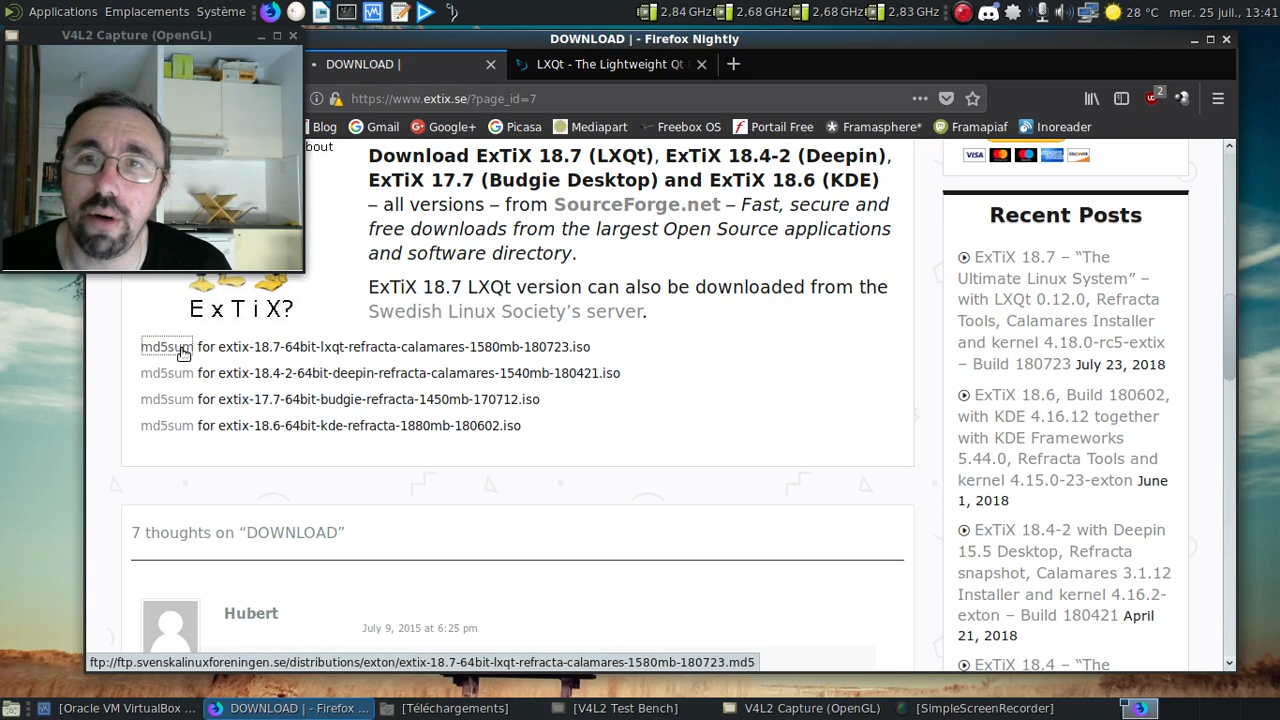 Applications Emplacements Système
2,84 GHz 2,66 GHz 2,68 GHz 2,83 GHz 28 °C mer. 25 juil., 13:41
V4L2 Capture (OpenGL)
DOWNLOAD | - Firefox Nightly
DOWNLOAD |
LXQt - The Lightweight Qt
https://www.extix.se/?page_id=7
2
Blog Gmail Google+ Picasa Mediapart Freebox OS Portail Free Framasphere* Framapiaf Inoreader
bout
Download ExTiX 18.7 (LXQt), ExTiX 18.4-2 (Deepin),
ExTiX 17.7 (Budgie Desktop) and ExTiX 18.6 (KDE)
– all versions – from SourceForge.net – Fast, secure and
free downloads from the largest Open Source applications
and software directory.
ExTiX 18.7 LXQt version can also be downloaded from the
Swedish Linux Society's server.
ExTiX?
md5sum for extix-18.7-64bit-lxqt-refracta-calamares-1580mb-180723.iso
md5sum for extix-18.4-2-64bit-deepin-refracta-calamares-1540mb-180421.iso
md5sum for extix-17.7-64bit-budgie-refracta-1450mb-170712.iso
md5sum for extix-18.6-64bit-kde-refracta-1880mb-180602.iso
7 thoughts on “DOWNLOAD”
Hubert
July 9, 2015 at 6:25 pm
VISA DISCOVER
Recent Posts
ExTiX 18.7 – “The
Ultimate Linux System” –
with LXQt 0.12.0, Refracta
Tools, Calamares Installer
and kernel 4.18.0-rc5-extix
– Build 180723 July 23, 2018
ExTiX 18.6, Build 180602,
with KDE 4.16.12 together
with KDE Frameworks
5.44.0, Refracta Tools and
kernel 4.15.0-23-exton June
1, 2018
ExTiX 18.4-2 with Deepin
15.5 Desktop, Refracta
snapshot, Calamares 3.1.12
Installer and kernel 4.16.2-
exton – Build 180421 April
21, 2018
ExTiX 18.4 – “The
ftp://ftp.svenskalinuxforeningen.se/distributions/exton/extix-18.7-64bit-lxqt-refracta-calamares-1580mb-180723.md5
[Oracle VM VirtualBox ... DOWNLOAD | - Firefox ... [Téléchargements] [V4L2 Test Bench] V4L2 Capture (OpenGL) [SimpleScreenRecorder]